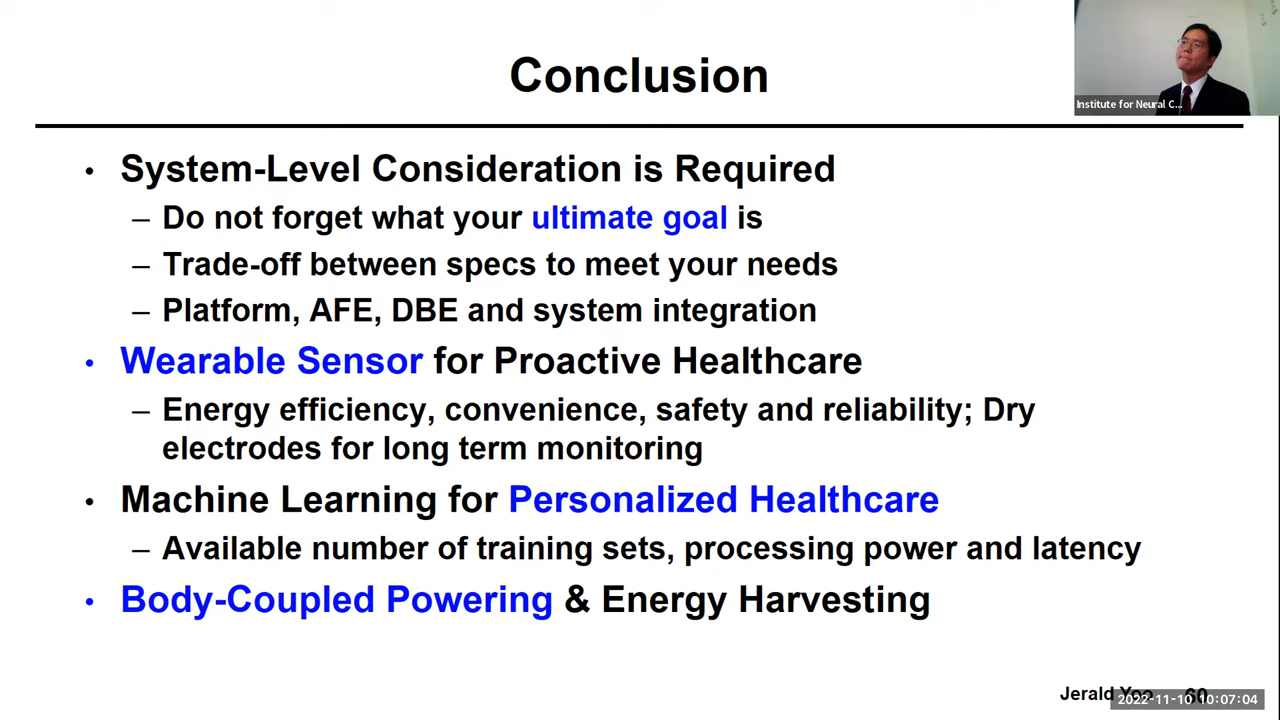 Conclusion
Institute for Neural C...
• System-Level Consideration is Required
– Do not forget what your ultimate goal is
– Trade-off between specs to meet your needs
– Platform, AFE, DBE and system integration
• Wearable Sensor for Proactive Healthcare
– Energy efficiency, convenience, safety and reliability; Dry
electrodes for long term monitoring
• Machine Learning for Personalized Healthcare
– Available number of training sets, processing power and latency
• Body-Coupled Powering & Energy Harvesting
Jerald Yoo 60
2022-11-10 10:07:04